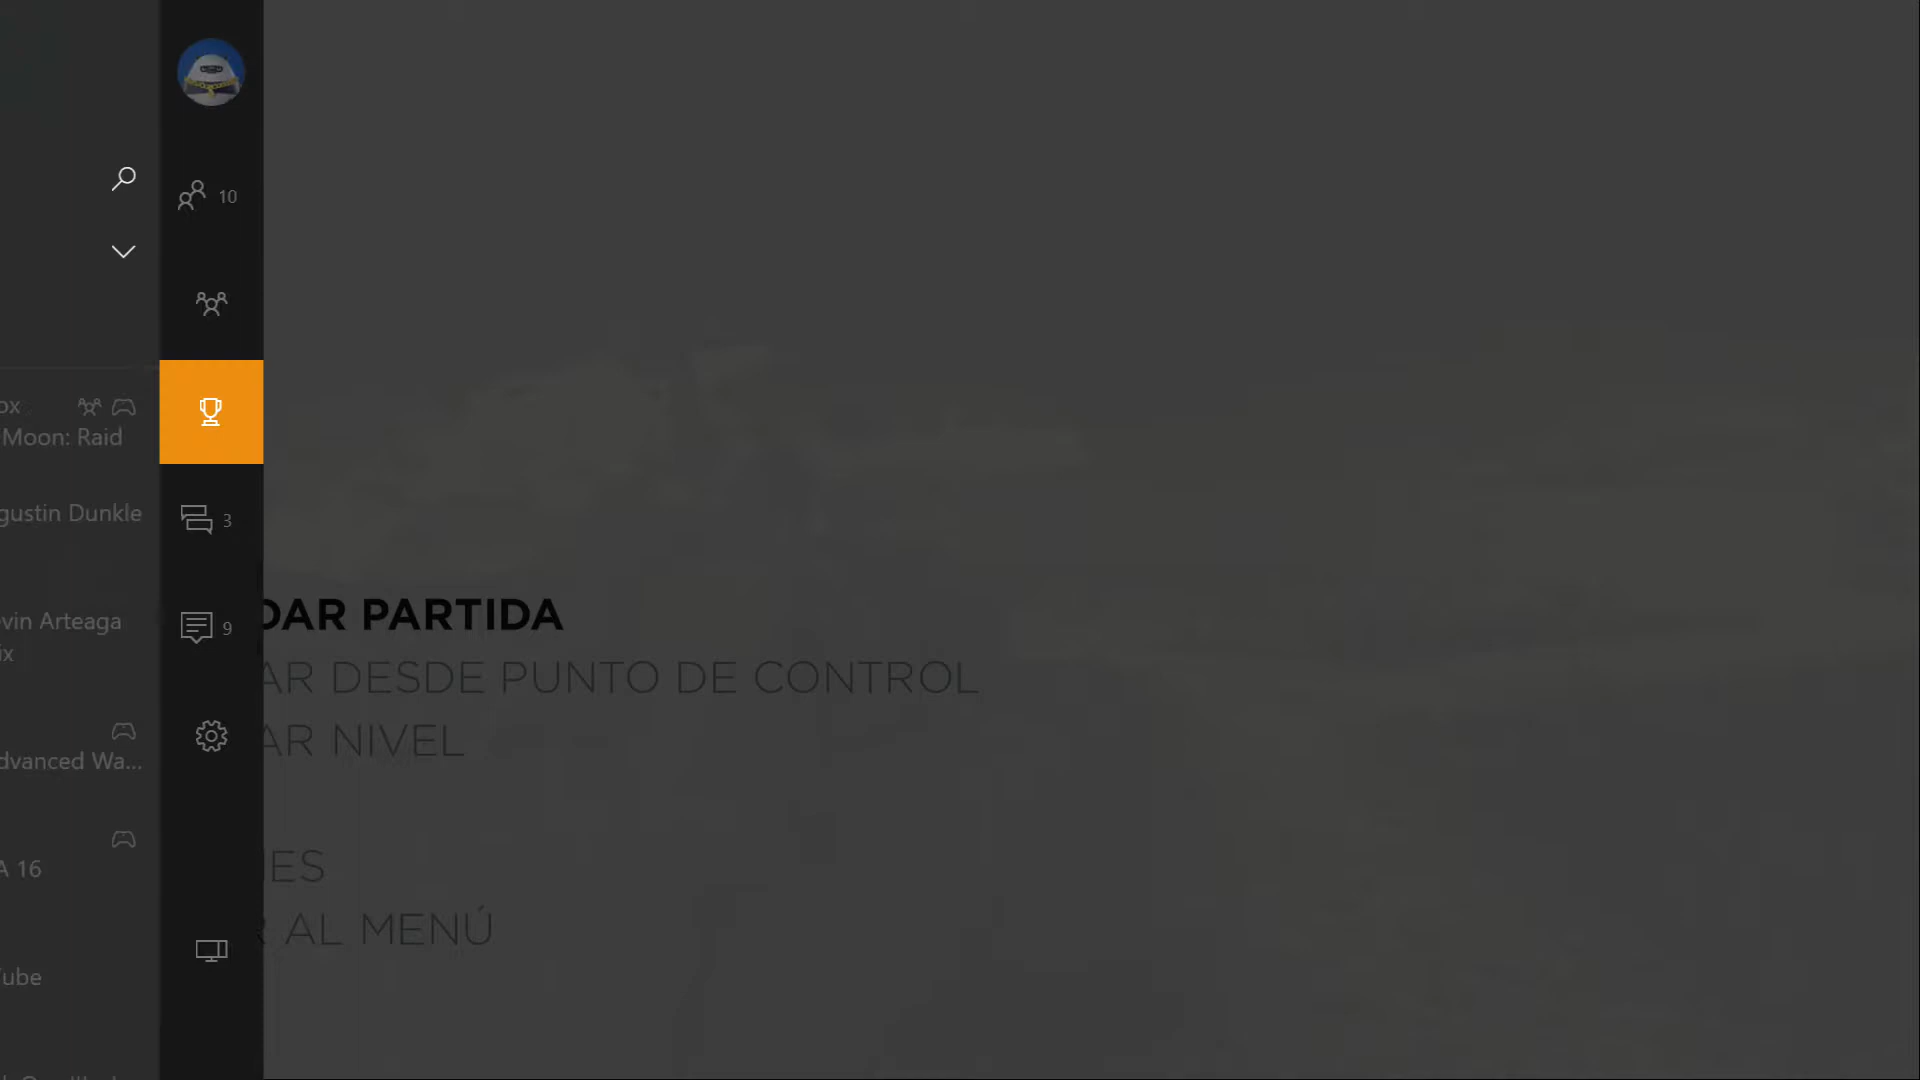 10
ox
Moon: Raid
gustin Dunkle
3
vin Arteaga
ix
9
dvanced Wa...
A 16
ube
DAR PARTIDA
AR DESDE PUNTO DE CONTROL
AR NIVEL
IES
R AL MENÚ